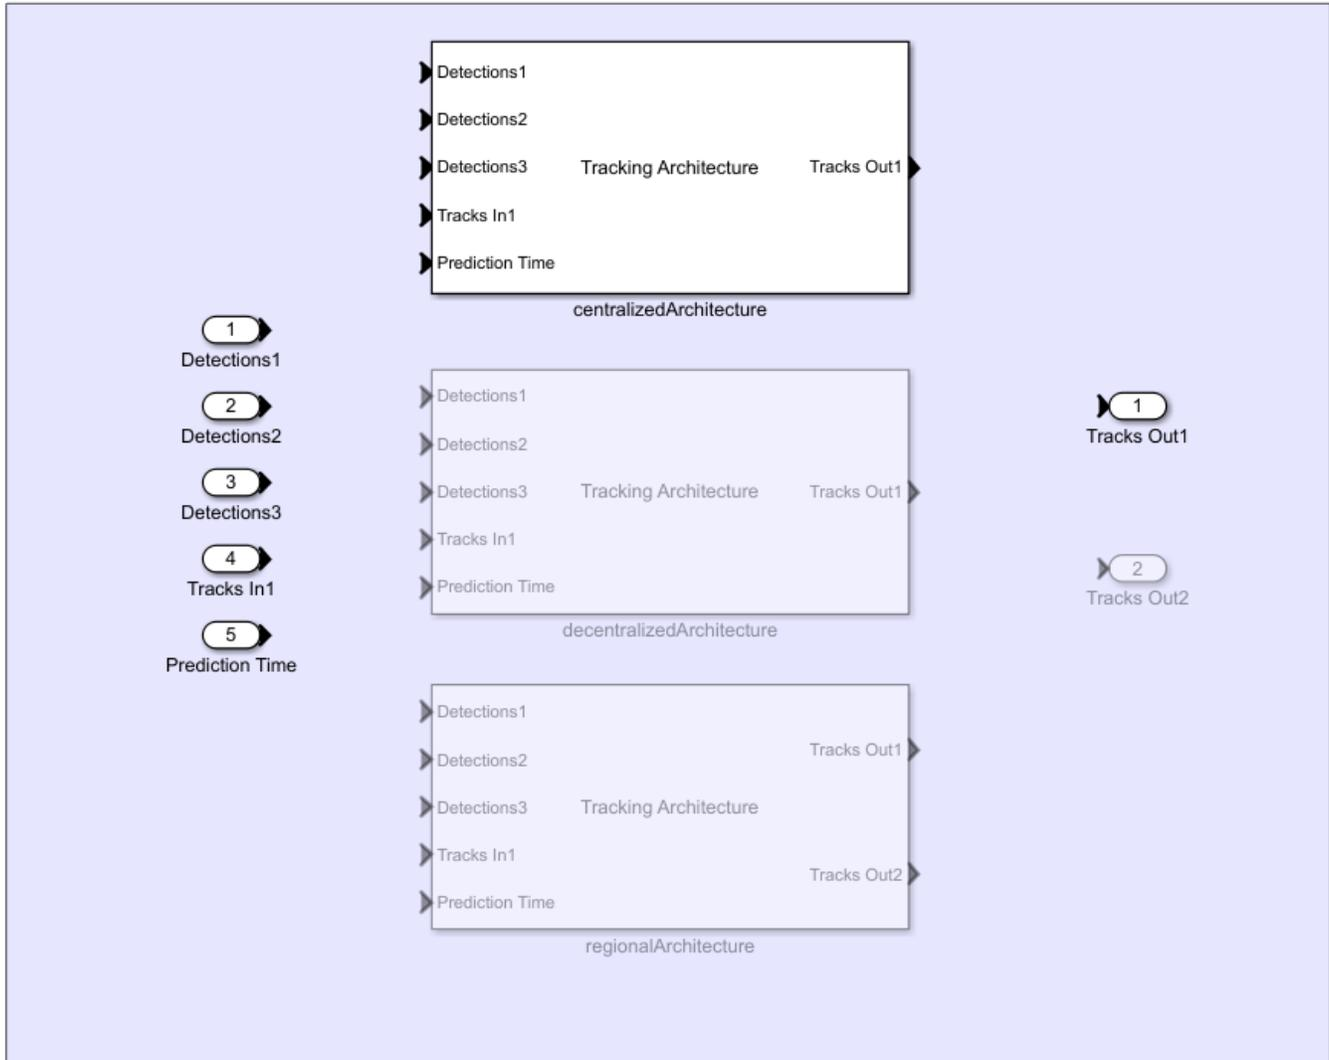 Detections1
Detections2
Detections3
Tracking Architecture
Tracks Out1
Tracks In1
Prediction Time
centralizedArchitecture
1
Detections1
2
Detections2
3
Detections3
4
Tracks In1
5
Prediction Time
Detections1
Detections2
Detections3
Tracking Architecture
Tracks Out1
Tracks In1
Prediction Time
decentralizedArchitecture
1
Tracks Out1
2
Tracks Out2
Detections1
Detections2
Detections3
Tracking Architecture
Tracks Out1
Tracks In1
Tracks Out2
Prediction Time
regionalArchitecture